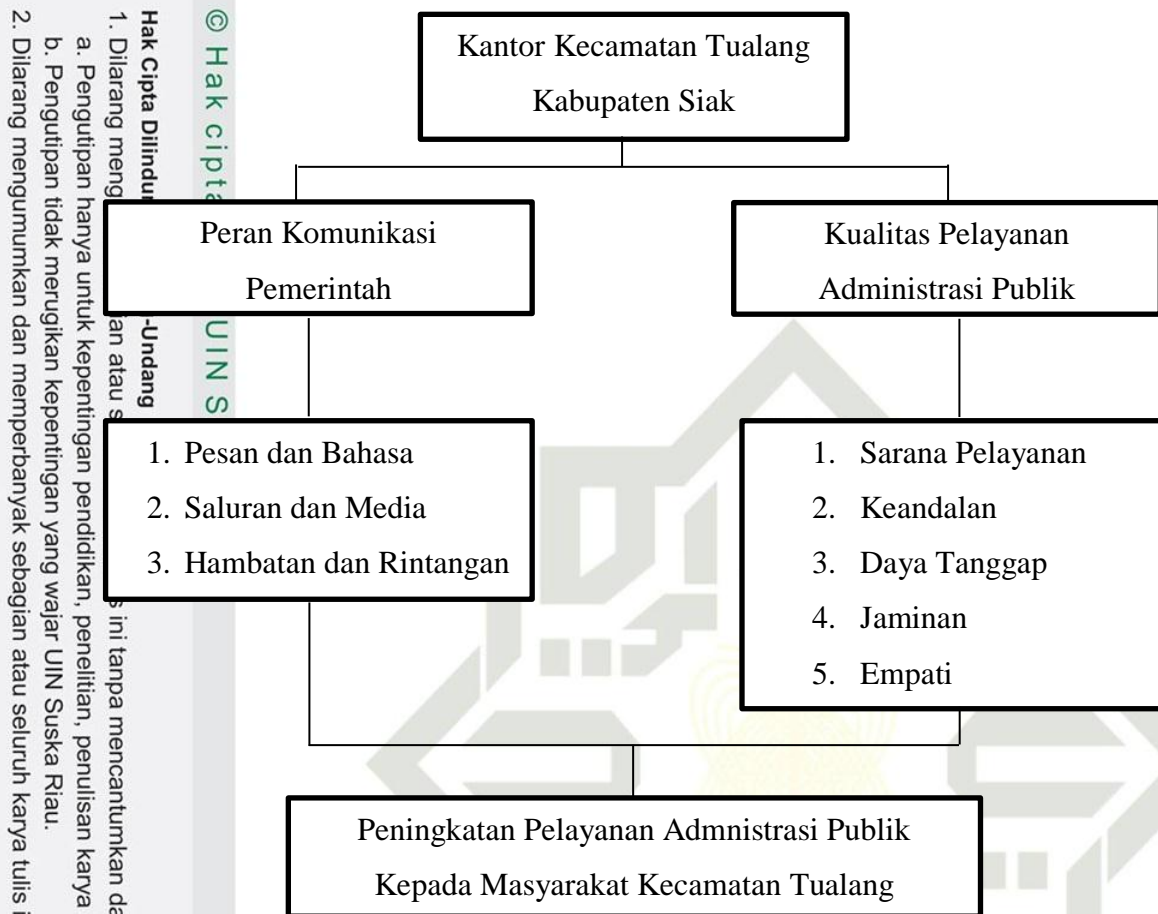 © Hak cipta UIN S
Hak Cipta Dilindu -Undang
1. Dilarang meng ian atau s s ini tanpa mencantumkan da
a. Pengutipan hanya untuk kepentingan pendidikan, penelitian, penulisan karya
b. Pengutipan tidak merugikan kepentingan yang wajar UIN Suska Riau.
2. Dilarang mengumumkan dan memperbanyak sebagian atau seluruh karya tulis i
Kantor Kecamatan Tualang
Kabupaten Siak
Peran Komunikasi
Pemerintah
Kualitas Pelayanan
Administrasi Publik
1. Pesan dan Bahasa
2. Saluran dan Media
3. Hambatan dan Rintangan
1. Sarana Pelayanan
2. Keandalan
3. Daya Tanggap
4. Jaminan
5. Empati
Peningkatan Pelayanan Admnistrasi Publik
Kepada Masyarakat Kecamatan Tualang